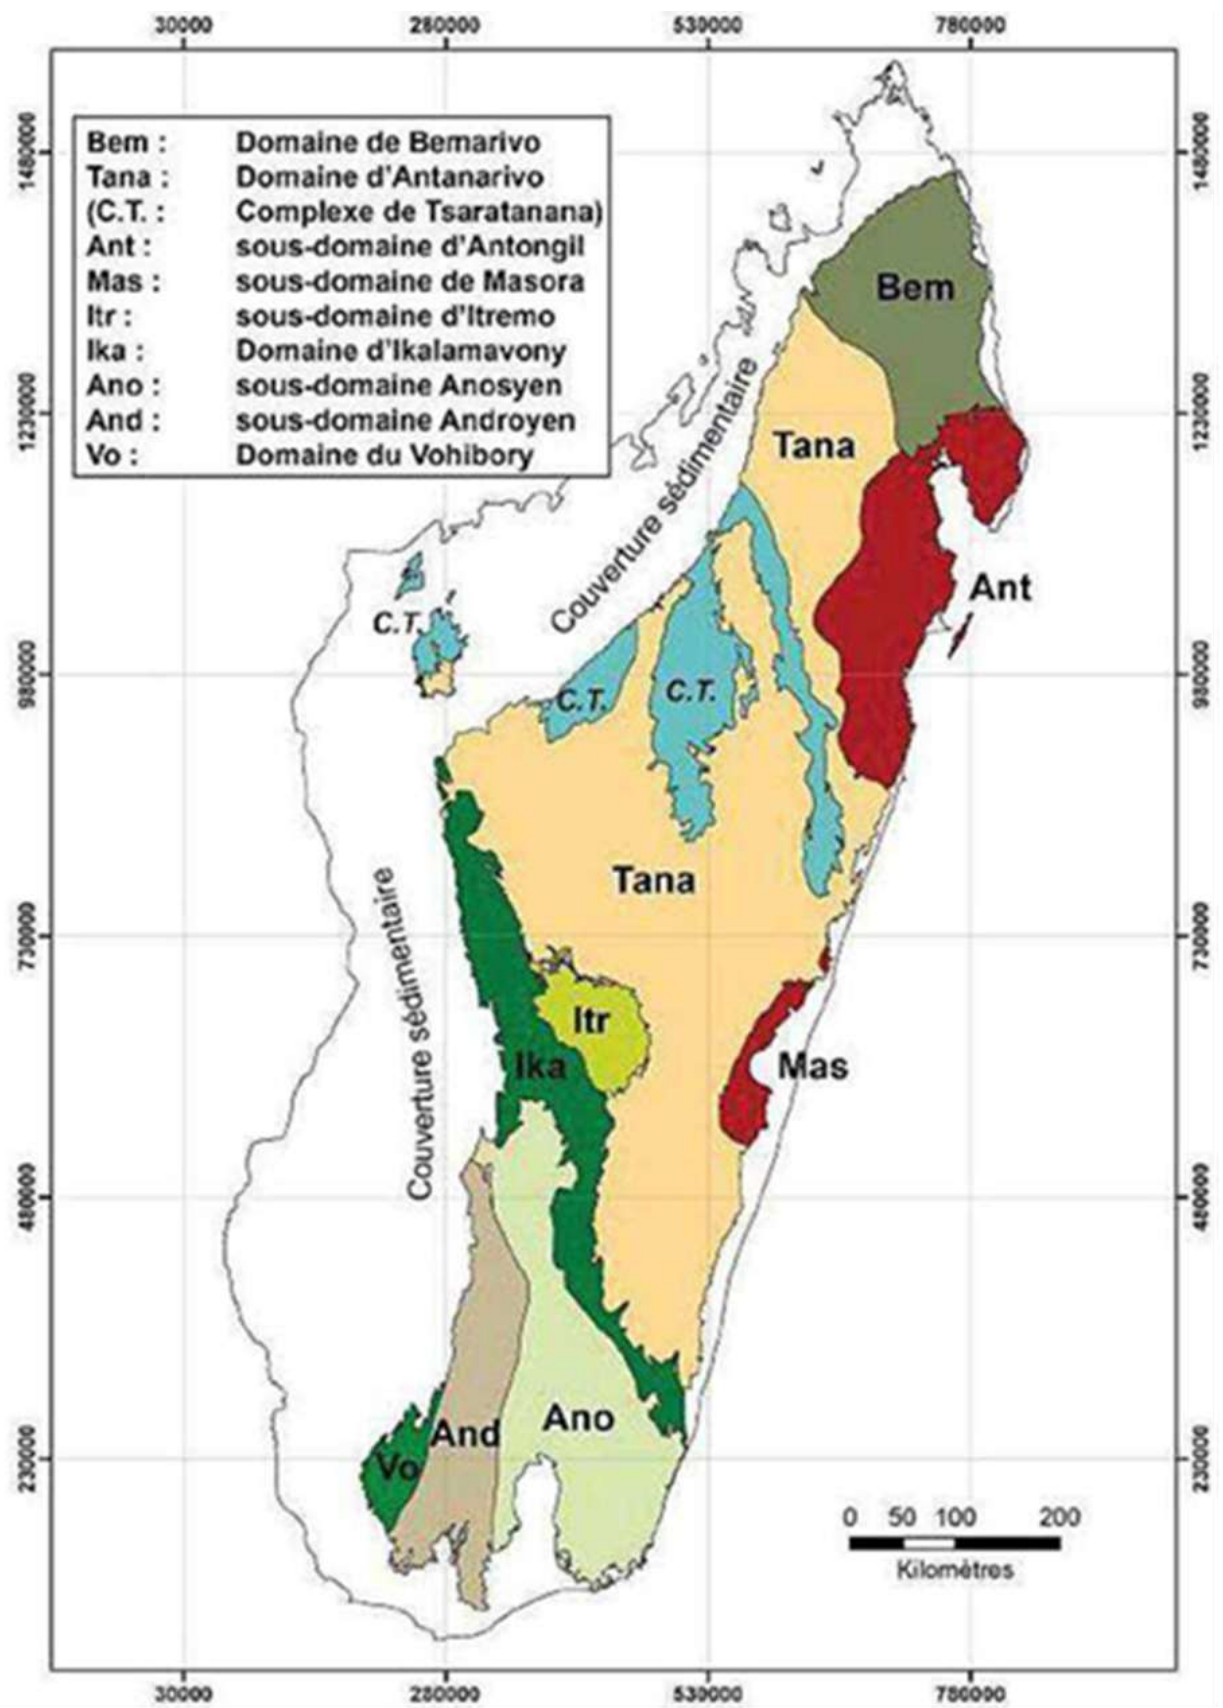 30000 280000 530000 780000
Bem : Domaine de Bemarivo
Tana : Domaine d'Antanarivo
(C.T. : Complexe de Tsaratanana)
Ant : sous-domaine d'Antongil
Mas : sous-domaine de Masora
Itr : sous-domaine d'Itremo
Ika : Domaine d'Ikalamavony
Ano : sous-domaine Anosyen
And : sous-domaine Androyen
Vo : Domaine du Vohibory
1480000 1480000
Bem
1230000 1230000
Couverture sédimentaire
Tana
Ant
C.T.
980000 980000
C.T.
C.T.
Tana
Couverture sédimentaire
730000 730000
Itr
Ika
Mas
480000 480000
Ano
And
Vo
230000 230000
0 50 100 200
Kilomètres
30000 280000 530000 780000